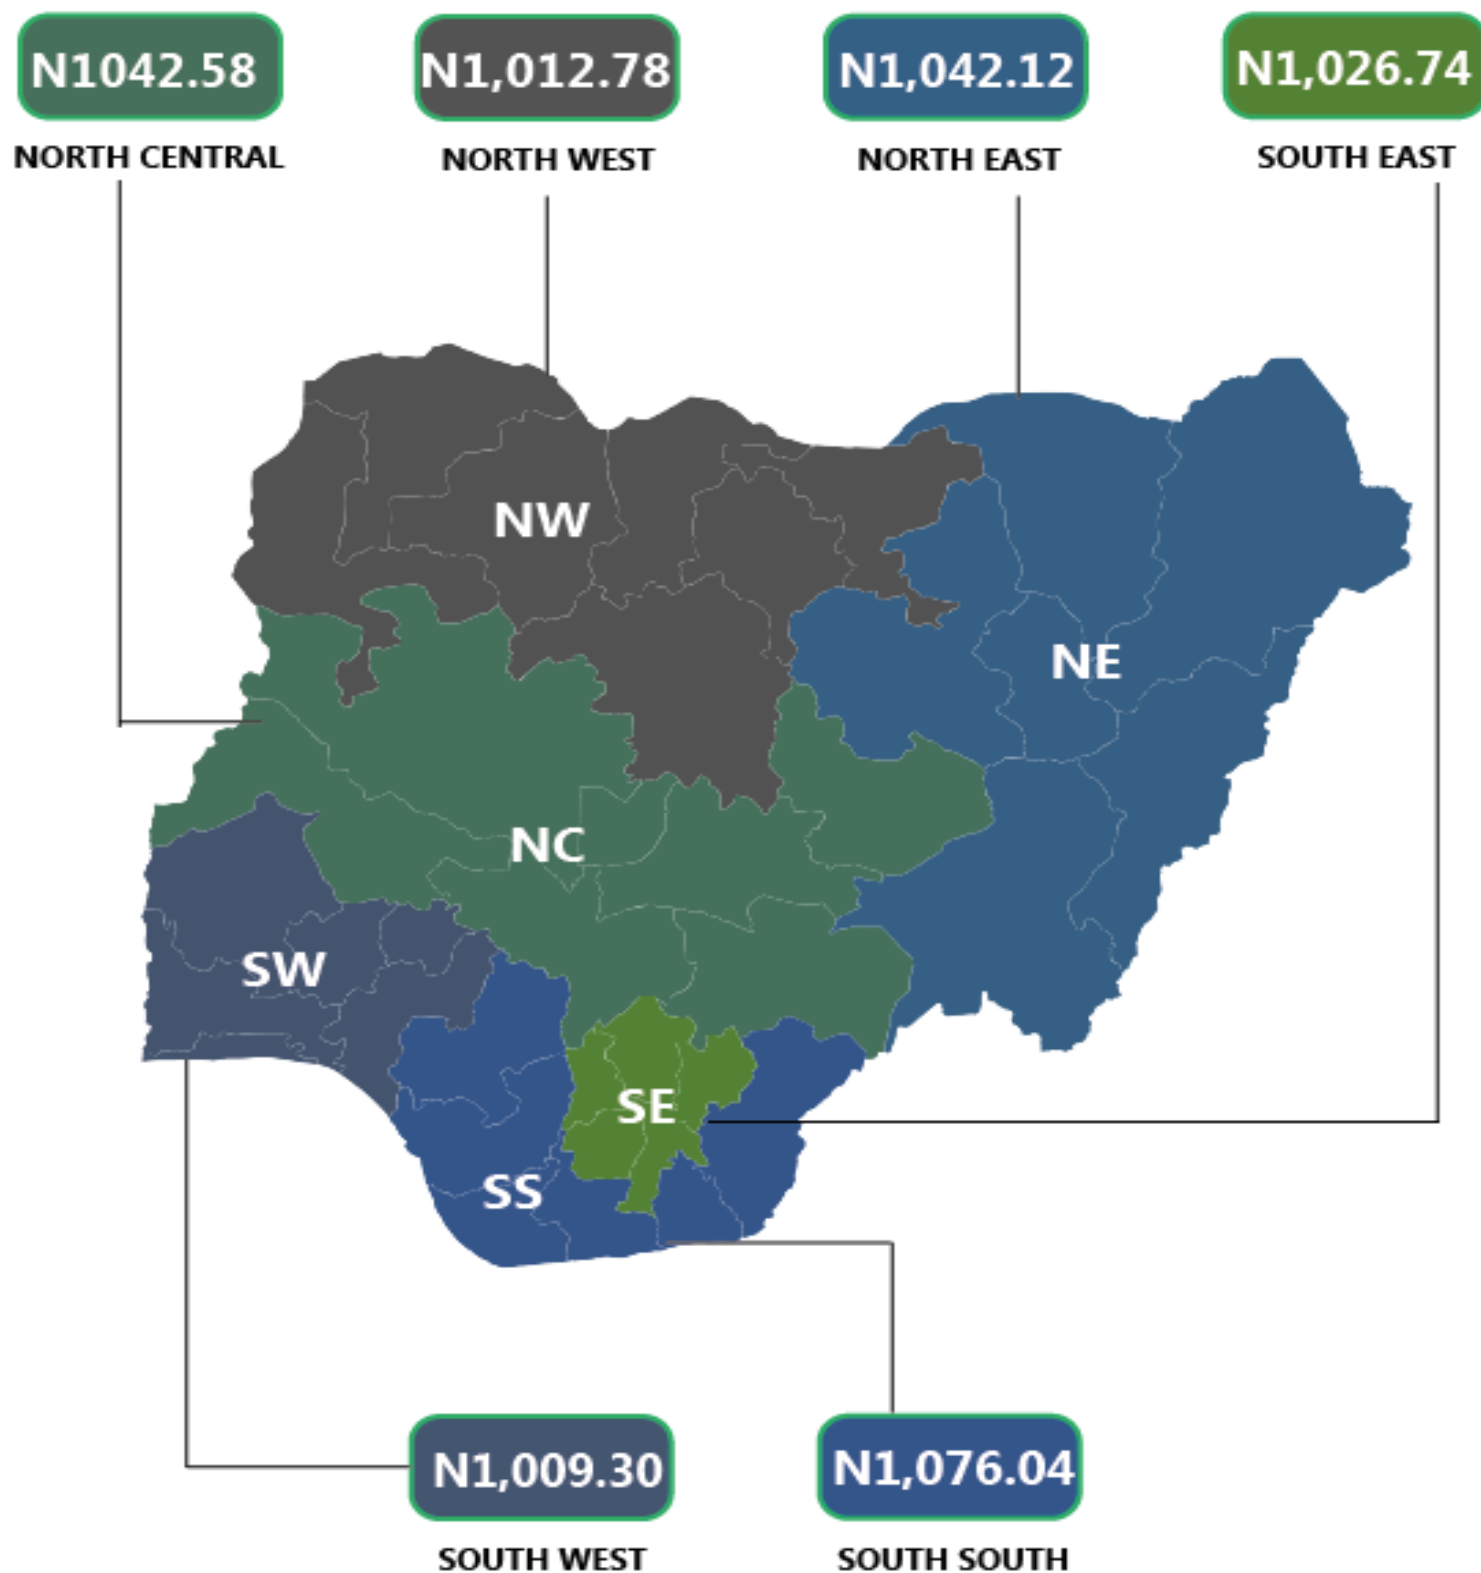 N1042.58
N1,012.78
N1,042.12
N1,026.74
NORTH CENTRAL
NORTH WEST
NORTH EAST
SOUTH EAST
NW
NE
NC
SW
SE
SS
N1,009.30
N1,076.04
SOUTH WEST
SOUTH SOUTH